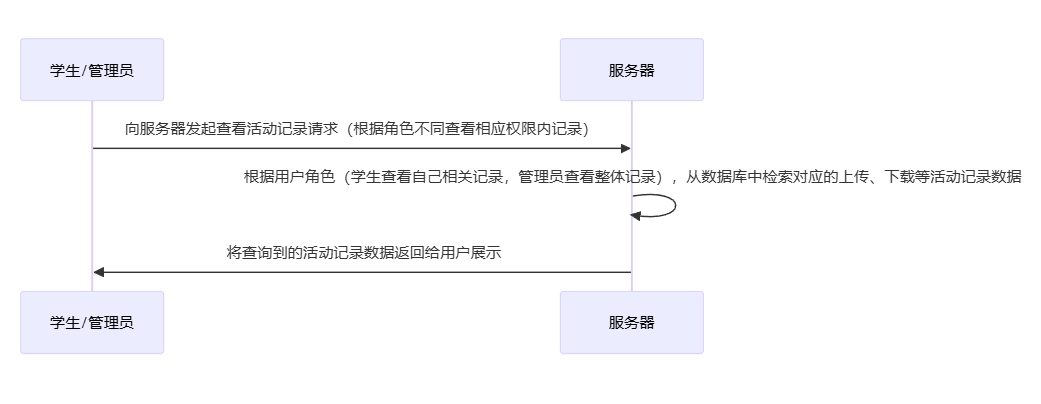 学生/管理员
服务器
向服务器发起查看活动记录请求（根据角色不同查看相应权限内记录）
根据用户角色（学生查看自己相关记录，管理员查看整体记录），从数据库中检索对应的上传、下载等活动记录数据
将查询到的活动记录数据返回给用户展示
学生/管理员
服务器